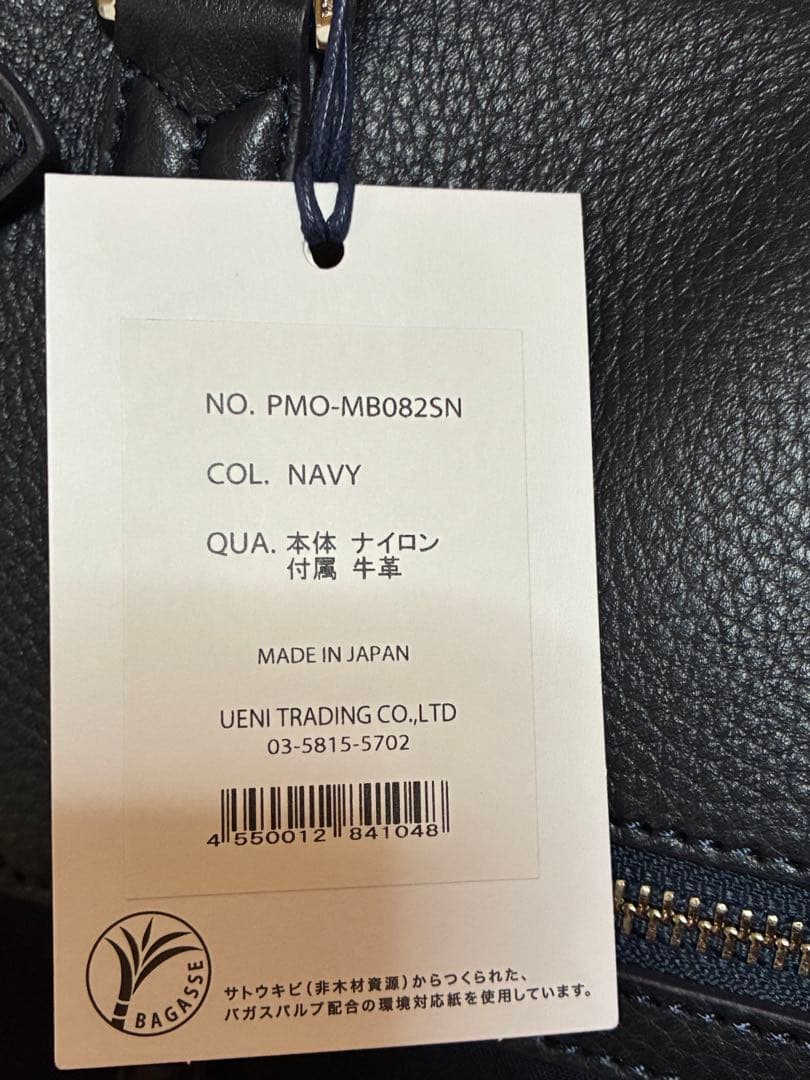 NO. PMO-MB082SN
COL. NAVY
QUA. 本体 ナイロン
付属 牛革
MADE IN JAPAN
UENI TRADING CO.,LTD
03-5815-5702
4 550012 841048
BAGASSE
サトウキビ(非木材資源)からつくられた、
バガスパルプ配合の環境対応紙を使用しています。